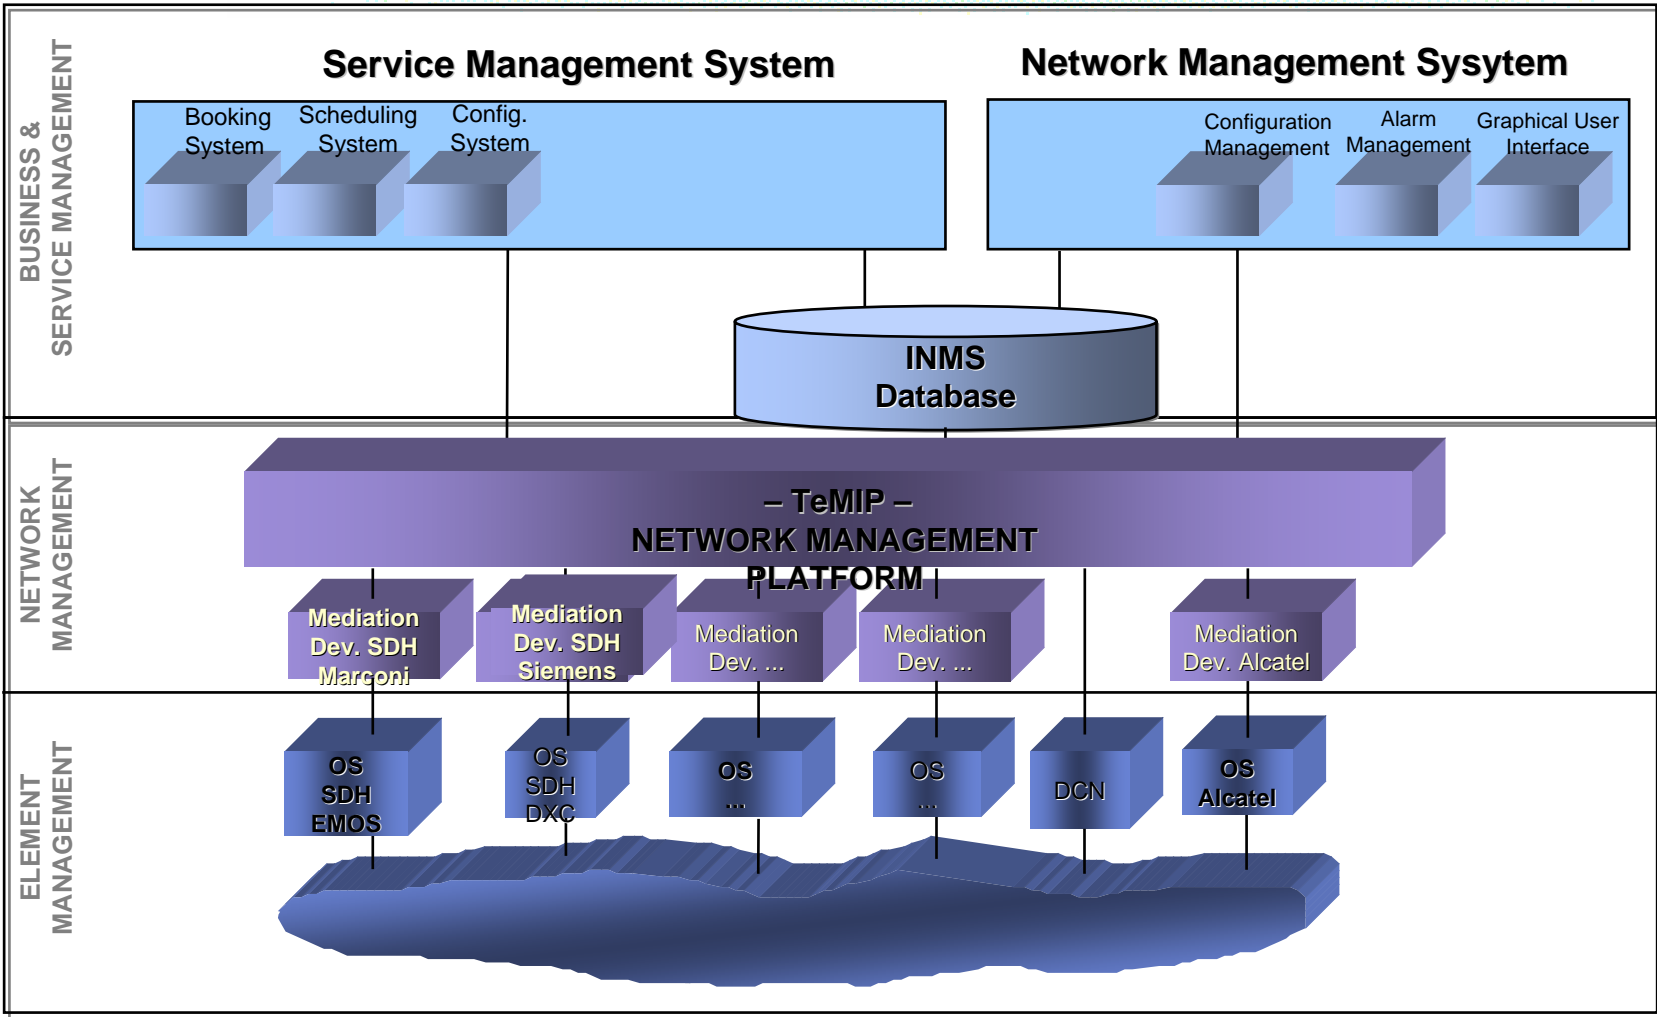 BUSINESS &
SERVICE MANAGEMENT
Service Management System
Booking
System
Scheduling
System
Config.
System
Network Management Sysytem
Configuration
Management
Alarm
Management
Graphical User
Interface
INMS
Database
NETWORK
MANAGEMENT
– TeMIP –
NETWORK MANAGEMENT
PLATFORM
Mediation
Dev. SDH
Marconi
Mediation
Dev. SDH
Siemens
Mediation
Dev. ...
Mediation
Dev. ...
Mediation
Dev. Alcatel
ELEMENT
MANAGEMENT
OS
SDH
EMOS
OS
SDH
DXC
OS
...
OS
...
DCN
OS
Alcatel